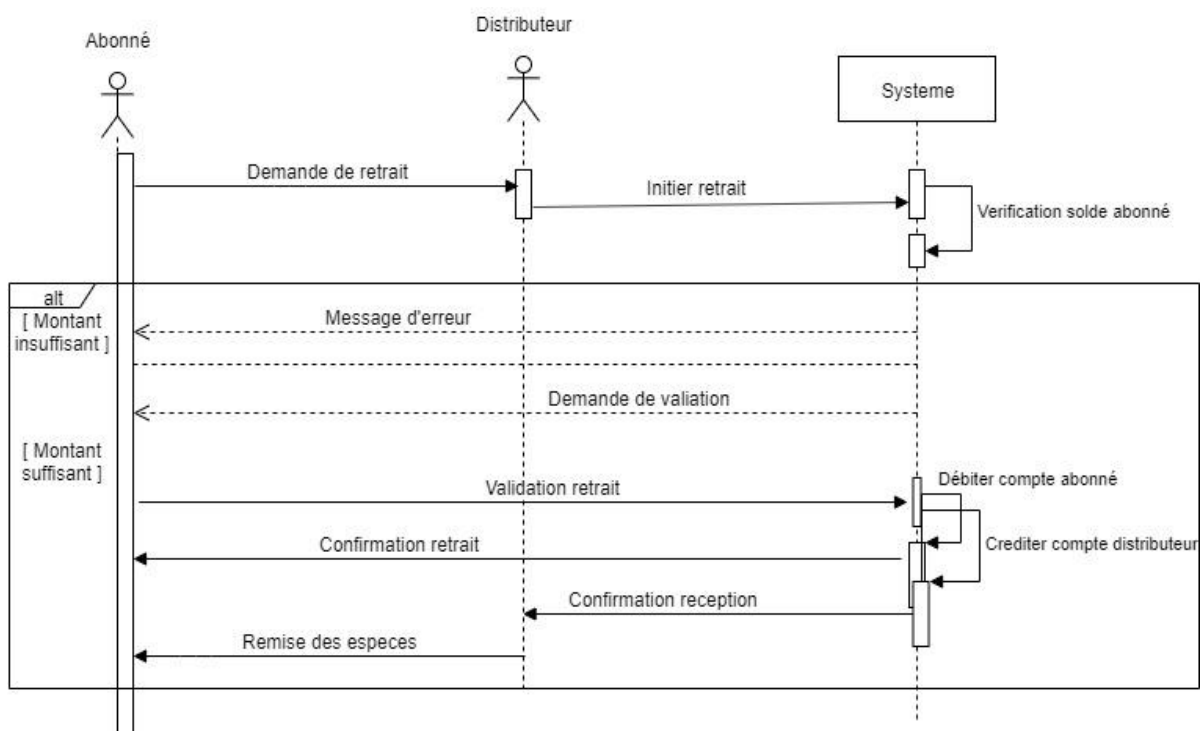 Abonné
Distributeur
Systeme
Demande de retrait
Initier retrait
Verification solde abonné
alt
[ Montant
insuffisant ]
Message d'erreur
Demande de valiation
[ Montant
suffisant ]
Débiter compte abonné
Validation retrait
Confirmation retrait
Crediter compte distributeur
Confirmation reception
Remise des especes